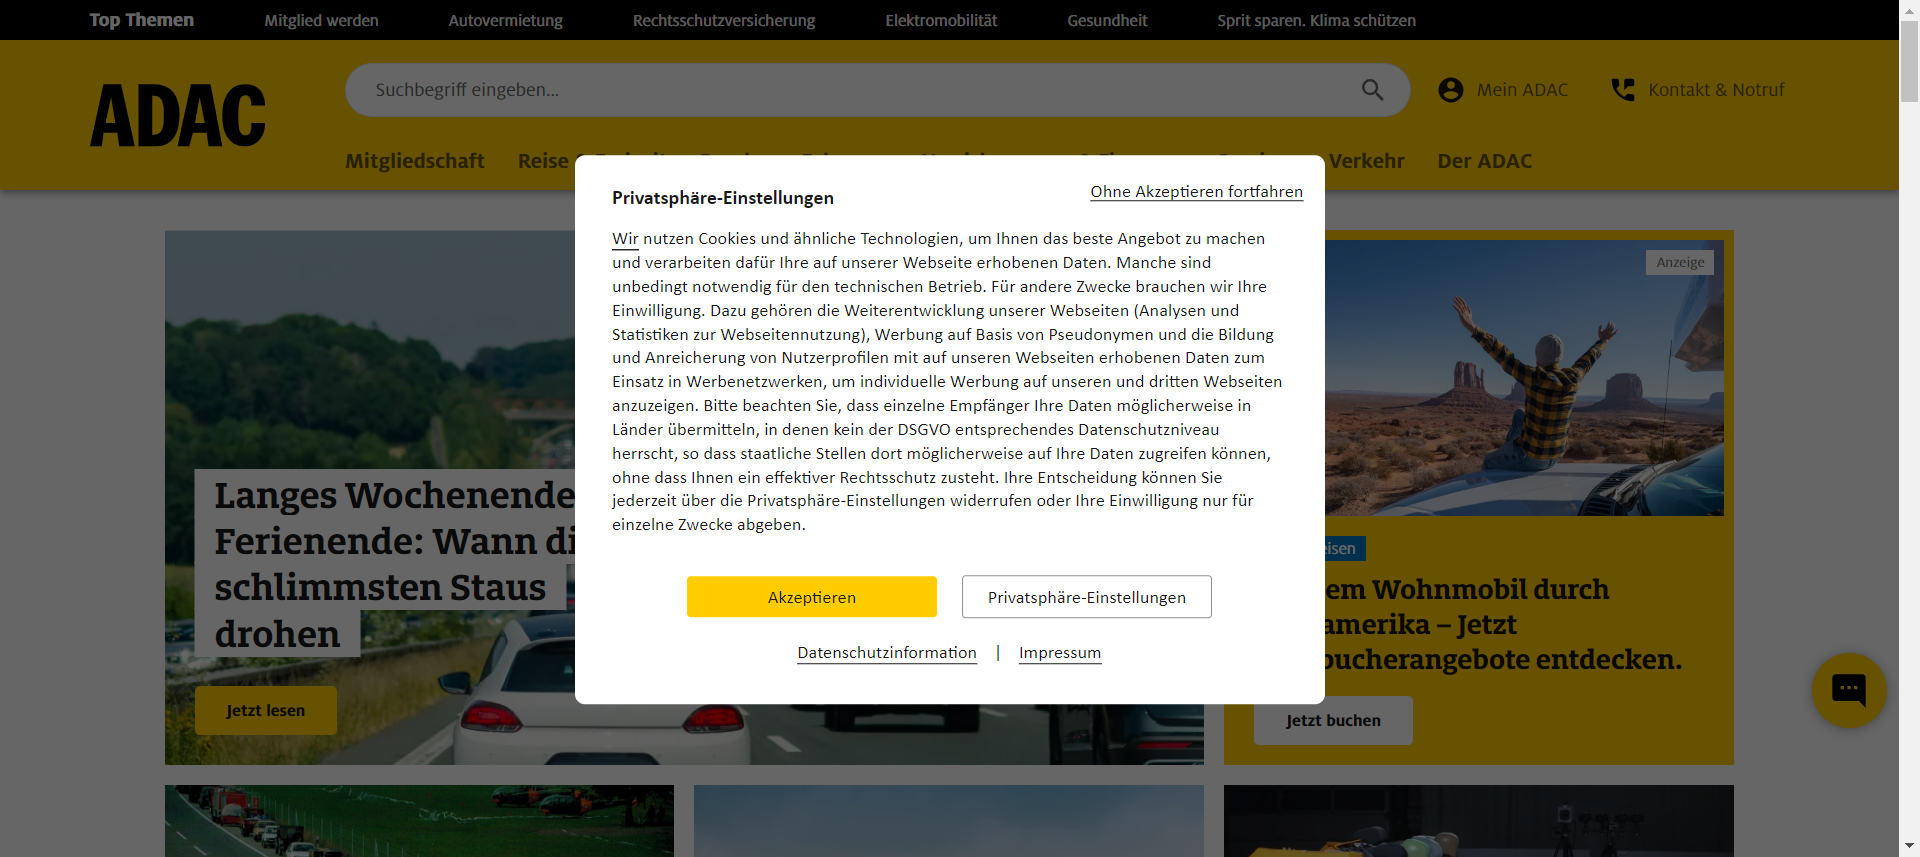 Top Themen
Mitglied werden
Autovermietung
Rechtsschutzversicherung
Elektromobilität
Gesundheit
Sprit sparen. Klima schützen
ADAC
Suchbegriff eingeben...
Mein ADAC
Kontakt & Notruf
Mitgliedschaft
Reise
Verkehr
Der ADAC
Privatsphäre-Einstellungen
Ohne Akzeptieren fortfahren
Wir nutzen Cookies und ähnliche Technologien, um Ihnen das beste Angebot zu machen
und verarbeiten dafür Ihre auf unserer Webseite erhobenen Daten. Manche sind
unbedingt notwendig für den technischen Betrieb. Für andere Zwecke brauchen wir Ihre
Einwilligung. Dazu gehören die Weiterentwicklung unserer Webseiten (Analysen und
Statistiken zur Webseitennutzung), Werbung auf Basis von Pseudonymen und die Bildung
und Anreicherung von Nutzerprofilen mit auf unseren Webseiten erhobenen Daten zum
Einsatz in Werbenetzwerken, um individuelle Werbung auf unseren und dritten Webseiten
anzuzeigen. Bitte beachten Sie, dass einzelne Empfänger Ihre Daten möglicherweise in
Länder übermitteln, in denen kein der DSGVO entsprechendes Datenschutzniveau
herrscht, so dass staatliche Stellen dort möglicherweise auf Ihre Daten zugreifen können,
ohne dass Ihnen ein effektiver Rechtsschutz zusteht. Ihre Entscheidung können Sie
jederzeit über die Privatsphäre-Einstellungen widerrufen oder Ihre Einwilligung nur für
einzelne Zwecke abgeben.
Akzeptieren
Privatsphäre-Einstellungen
Datenschutzinformation | Impressum
Langes Wochenende
Ferienende: Wann di
schlimmsten Staus
drohen
Jetzt lesen
Anzeige
eisen
em Wohnmobil durch
amerika – Jetzt
bucherangebote entdecken.
Jetzt buchen